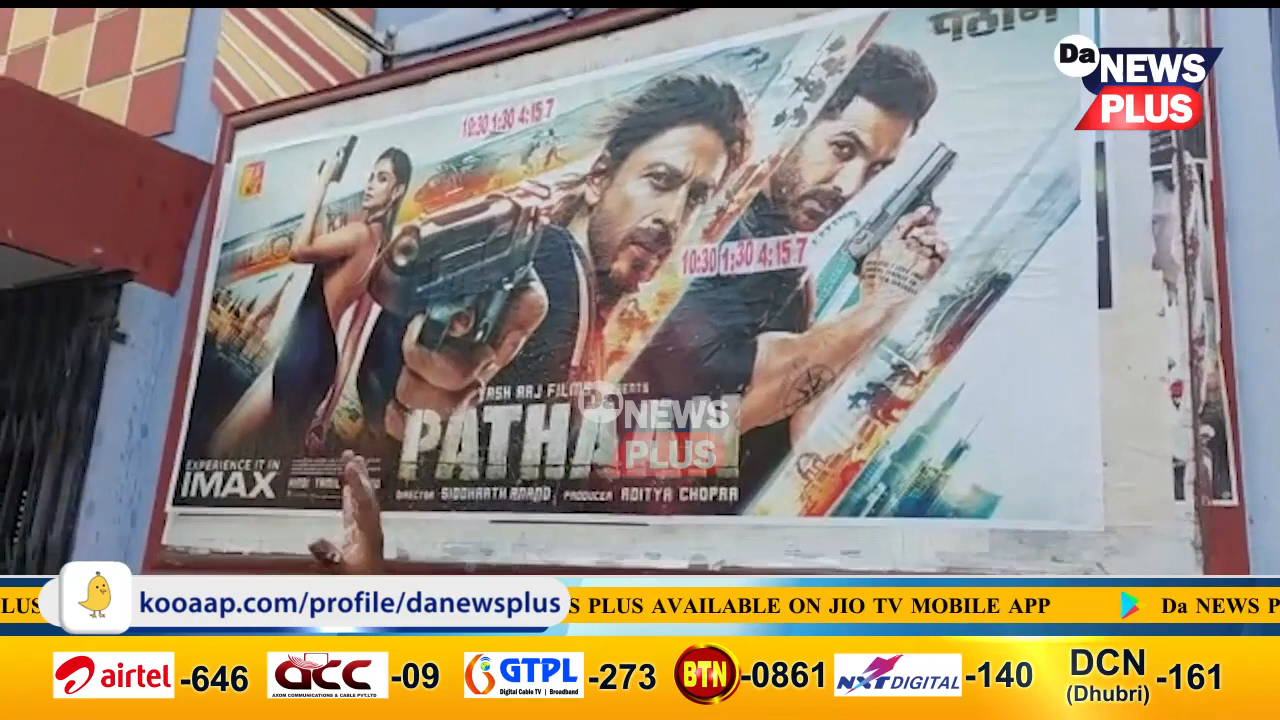 पठान
Da NEWS
PLUS
10:30 1:30 4:15 7
10:30 1:30 4:15 7
YASH RAJ FILMS PRESENTS
PATHAAN
Da NEWS
PLUS
EXPERIENCE IT IN
IMAX
DIRECTOR SIDDHARTH ANAND PRODUCER ADITYA CHOPRA
kooaap.com/profile/danewsplus
LUS
S PLUS AVAILABLE ON JIO TV MOBILE APP
Da NEWS P
airtel -646
ACC -09
AXOM COMMUNICATIONS & CABLE PVT.LTD
GTPL -273
Digital Cable TV | Broadband
BTN -0861
NXT DIGITAL -140
DCN
(Dhubri) -161